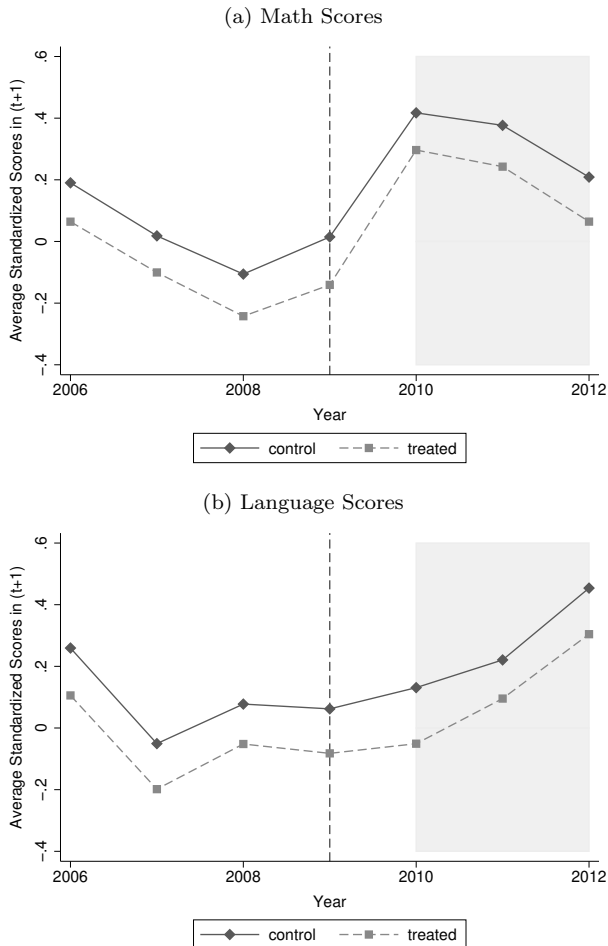 (a) Math Scores
Average Standardized Scores in (t+1)
.6
.4
.2
0
-.2
-.4
2006 2008 2010 2012
Year
control treated
(b) Language Scores
Average Standardized Scores in (t+1)
.6
.4
.2
0
-.2
-.4
2006 2008 2010 2012
Year
control treated